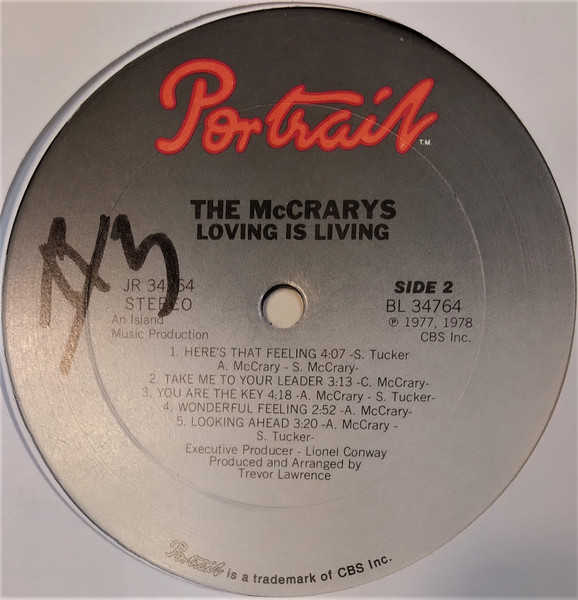 Portrait T.M.
THE McCRARYS
LOVING IS LIVING
JR 34764
STEREO
An Island
Music Production
SIDE 2
BL 34764
℗ 1977, 1978
CBS Inc.
1. HERE'S THAT FEELING 4:07 -S. Tucker
A. McCrary - S. McCrary-
2. TAKE ME TO YOUR LEADER 3:13 -C. McCrary-
3. YOU ARE THE KEY 4:18 -A. McCrary - S. Tucker-
4. WONDERFUL FEELING 2:52 -A. McCrary-
5. LOOKING AHEAD 3:20 -A. McCrary -
S. Tucker-
Executive Producer - Lionel Conway
Produced and Arranged by
Trevor Lawrence
Portrait is a trademark of CBS Inc.